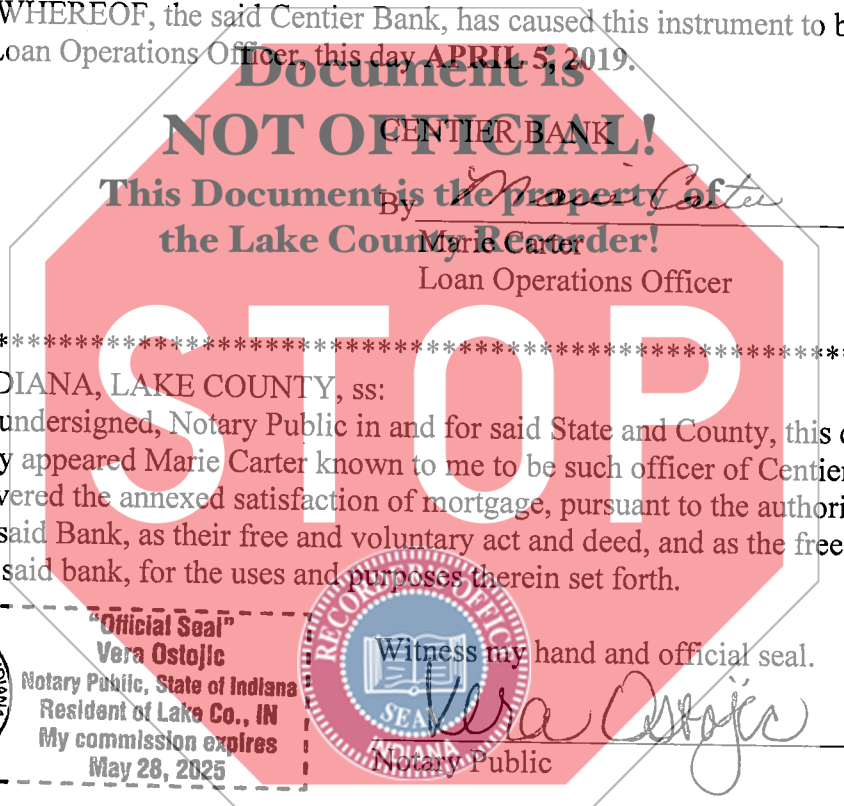 WHEREOF, the said Centier Bank, has caused this instrument to b
Loan Operations Officer, this day APRIL 5, 2019.
Document is
NOT OFFICIAL!
This Document is the property of
the Lake County Recorder!
STOP
CENTIER BANK
By Marie Carter
Marie Carter
Loan Operations Officer
DIANA, LAKE COUNTY, ss:
undersigned, Notary Public in and for said State and County, this
y appeared Marie Carter known to me to be such officer of Centier
vered the annexed satisfaction of mortgage, pursuant to the authori
said Bank, as their free and voluntary act and deed, and as the free
said bank, for the uses and purposes therein set forth.
"Official Seal"
Vera Ostojic
Notary Public, State of Indiana
Resident of Lake Co., IN
My commission expires
May 28, 2025
SEAL
INDIANA
Witness my hand and official seal.
Vera Ostojic
Notary Public